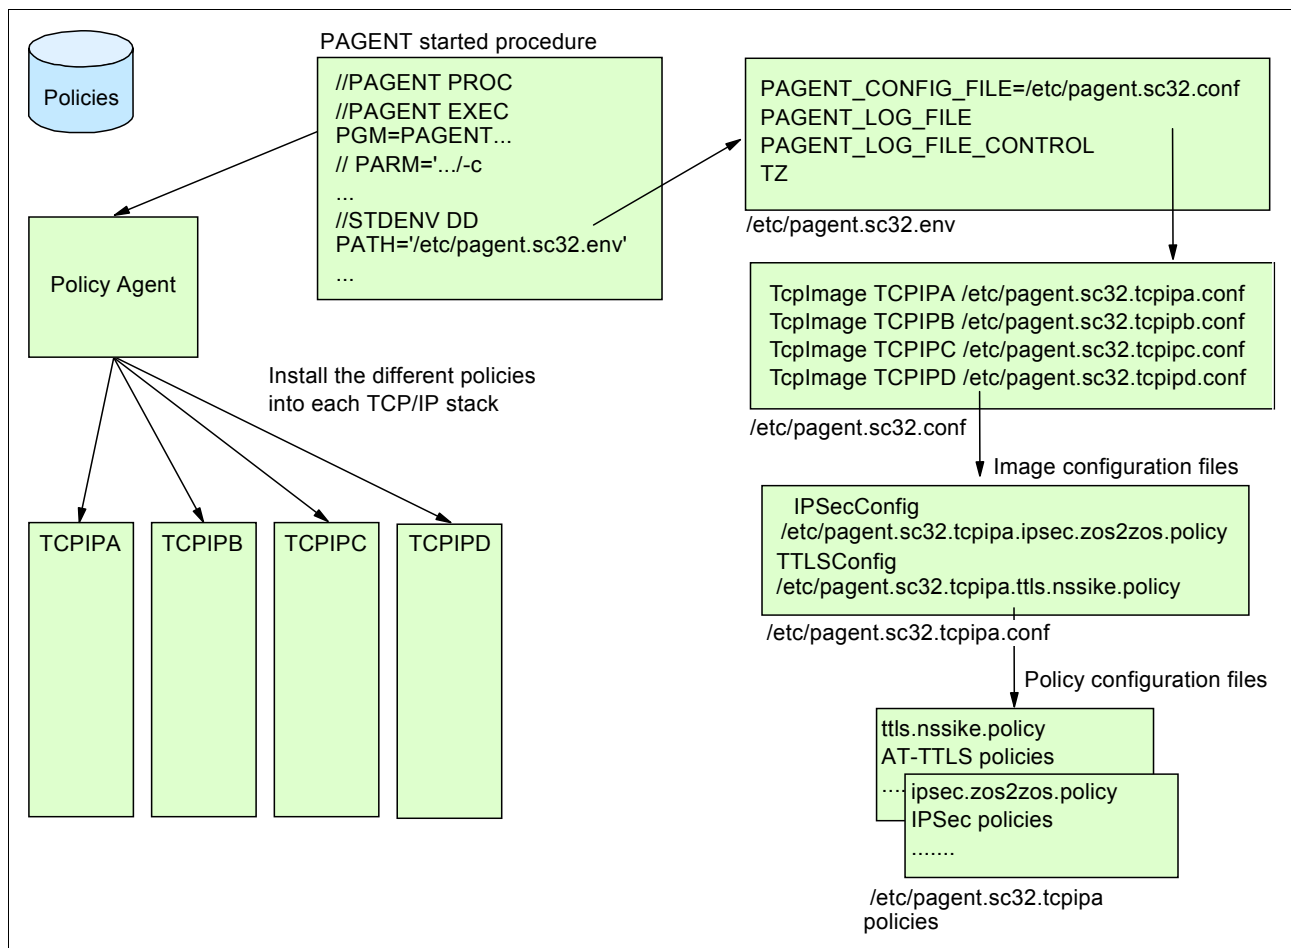 Policies
PAGENT started procedure
//PAGENT PROC
//PAGENT EXEC
PGM=PAGENT...
// PARM='.../-c
...
//STDENV DD
PATH='/etc/pagent.sc32.env'
...
PAGENT_CONFIG_FILE=/etc/pagent.sc32.conf
PAGENT_LOG_FILE
PAGENT_LOG_FILE_CONTROL
TZ
/etc/pagent.sc32.env
Policy Agent
TcpImage TCPIPA /etc/pagent.sc32.tcpipa.conf
TcpImage TCPIPB /etc/pagent.sc32.tcpipb.conf
TcpImage TCPIPC /etc/pagent.sc32.tcpipc.conf
TcpImage TCPIPD /etc/pagent.sc32.tcpipd.conf
/etc/pagent.sc32.conf
Install the different policies
into each TCP/IP stack
Image configuration files
IPSecConfig
/etc/pagent.sc32.tcpipa.ipsec.zos2zos.policy
TTLSConfig
/etc/pagent.sc32.tcpipa.ttls.nssike.policy
/etc/pagent.sc32.tcpipa.conf
TCPIPA
TCPIPB
TCPIPC
TCPIPD
Policy configuration files
ttls.nssike.policy
AT-TTLS policies
....
ipsec.zos2zos.policy
IPSec policies
.......
/etc/pagent.sc32.tcpipa
policies